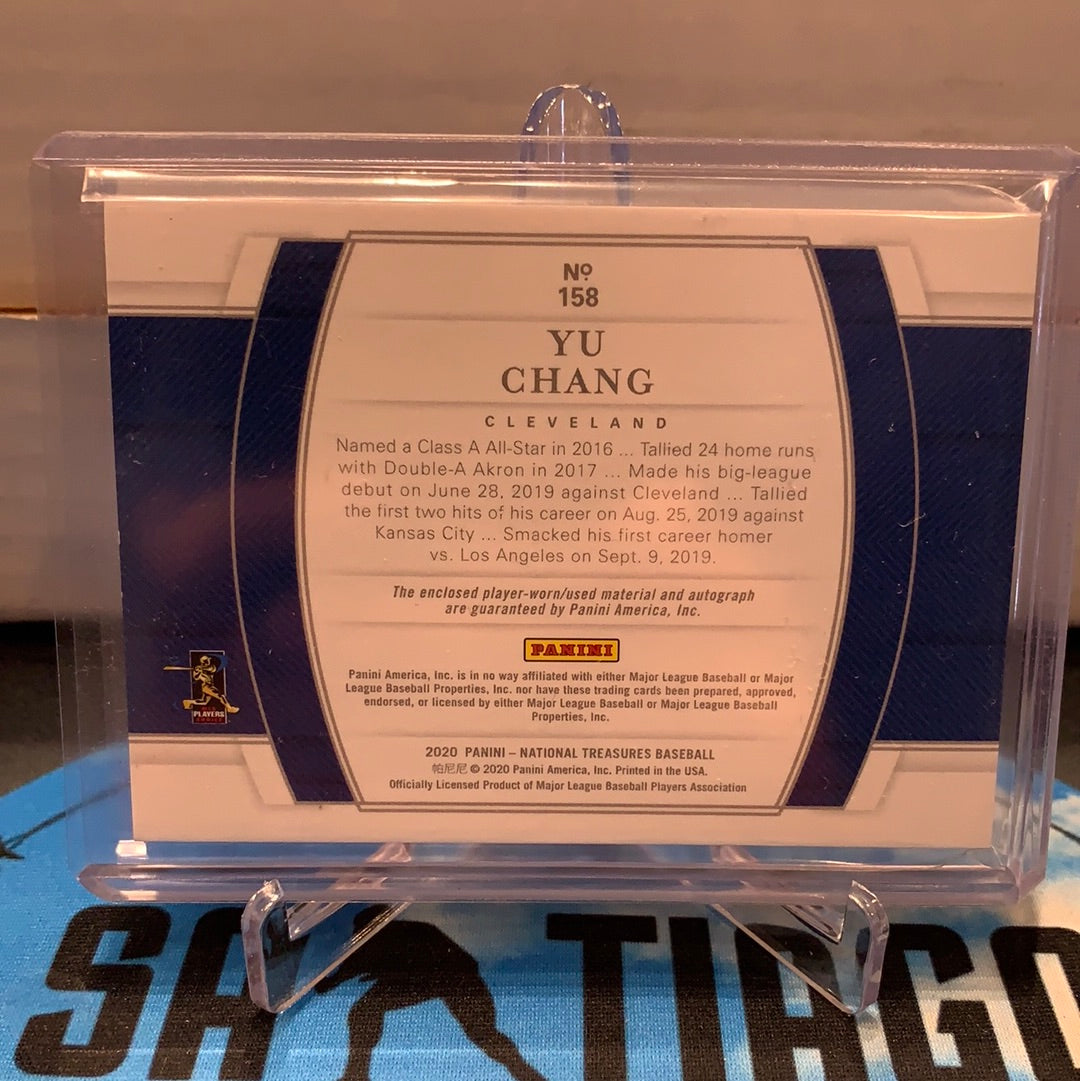 Nº
158
YU
CHANG
CLEVELAND
Named a Class A All-Star in 2016 ... Tallied 24 home runs
with Double-A Akron in 2017 ... Made his big-league
debut on June 28, 2019 against Cleveland ... Tallied
the first two hits of his career on Aug. 25, 2019 against
Kansas City ... Smacked his first career homer
vs. Los Angeles on Sept. 9, 2019.
The enclosed player-worn/used material and autograph
are guaranteed by Panini America, Inc.
PANINI
Panini America, Inc. is in no way affiliated with either Major League Baseball or Major
League Baseball Properties, Inc. nor have these trading cards been prepared, approved,
endorsed, or licensed by either Major League Baseball or Major League Baseball
Properties, Inc.
2020 PANINI – NATIONAL TREASURES BASEBALL
帕尼尼 © 2020 Panini America, Inc. Printed in the USA.
Officially Licensed Product of Major League Baseball Players Association
PLAYERS
CHOICE
SA TIAGO